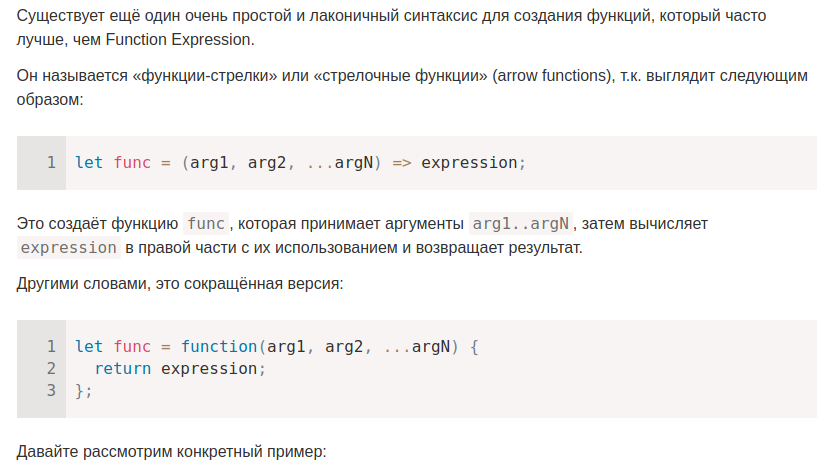 Существует ещё один очень простой и лаконичный синтаксис для создания функций, который часто
лучше, чем Function Expression.
Он называется «функции-стрелки» или «стрелочные функции» (arrow functions), т.к. выглядит следующим
образом:
1 let func = (arg1, arg2, ...argN) => expression;
Это создаёт функцию func, которая принимает аргументы arg1..argN, затем вычисляет
expression в правой части с их использованием и возвращает результат.
Другими словами, это сокращённая версия:
1 let func = function(arg1, arg2, ...argN) {
2   return expression;
3 };
Давайте рассмотрим конкретный пример: